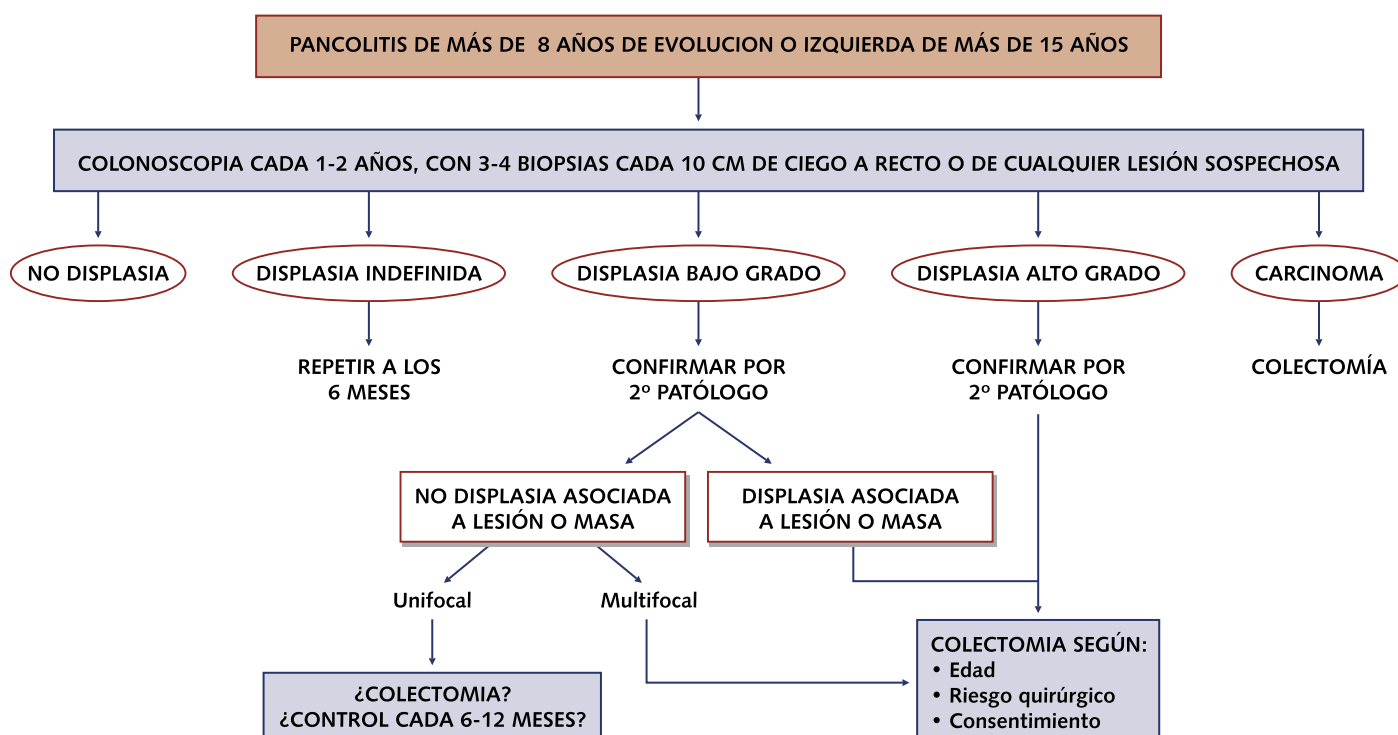 PANCOLITIS DE MÁS DE 8 AÑOS DE EVOLUCION O IZQUIERDA DE MÁS DE 15 AÑOS
COLONOSCOPIA CADA 1-2 AÑOS, CON 3-4 BIOPSIAS CADA 10 CM DE CIEGO A RECTO O DE CUALQUIER LESIÓN SOSPECHOSA
NO DISPLASIA
DISPLASIA INDEFINIDA
DISPLASIA BAJO GRADO
DISPLASIA ALTO GRADO
CARCINOMA
REPETIR A LOS
6 MESES
CONFIRMAR POR
2º PATÓLOGO
CONFIRMAR POR
2º PATÓLOGO
COLECTOMÍA
NO DISPLASIA ASOCIADA
A LESIÓN O MASA
DISPLASIA ASOCIADA
A LESIÓN O MASA
Unifocal
Multifocal
¿COLECTOMIA?
¿CONTROL CADA 6-12 MESES?
COLECTOMIA SEGÚN:
• Edad
• Riesgo quirúrgico
• Consentimiento